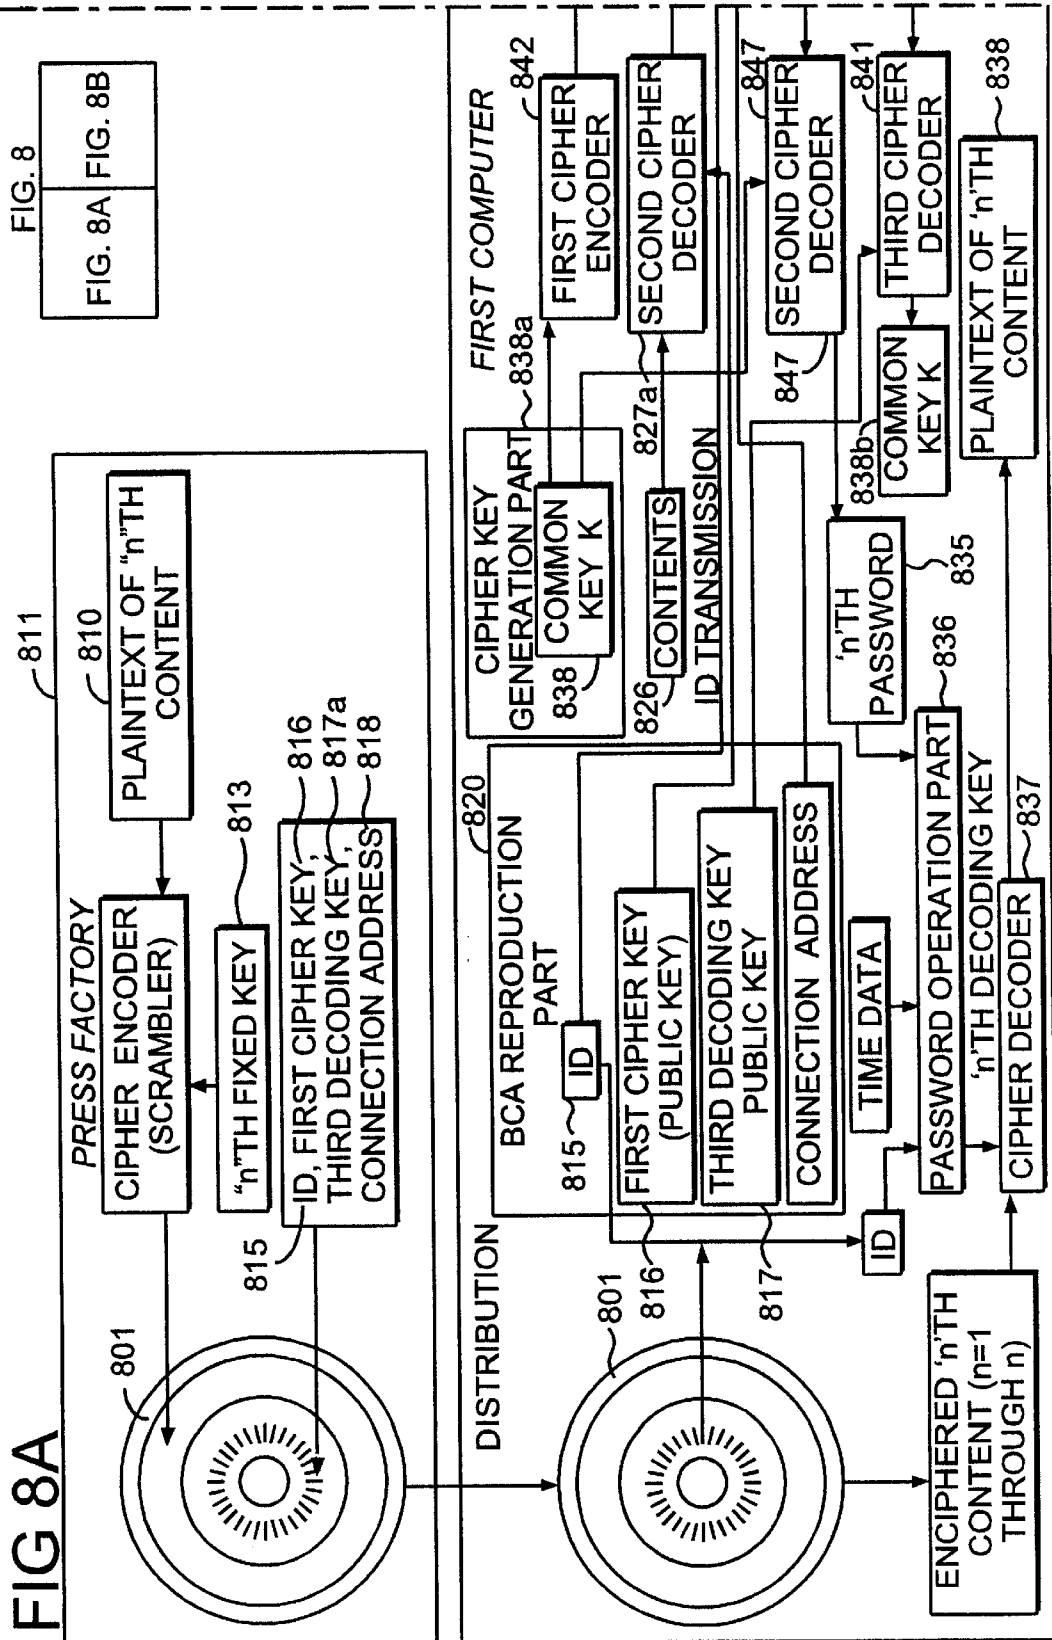 FIG 8A
FIG. 8
FIG. 8A
FIG. 8B
811
PRESS FACTORY
801
CIPHER ENCODER
(SCRAMBLER)
810
PLAINTEXT OF "n"TH
CONTENT
"n"TH FIXED KEY
813
815
ID, FIRST CIPHER KEY,
THIRD DECODING KEY,
CONNECTION ADDRESS
816
817a
818
DISTRIBUTION
801
820
BCA REPRODUCTION
PART
815
ID
FIRST CIPHER KEY
(PUBLIC KEY)
816
THIRD DECODING KEY
PUBLIC KEY
817
CONNECTION ADDRESS
FIRST COMPUTER
CIPHER KEY
GENERATION PART
838a
COMMON
KEY K
838
FIRST CIPHER
ENCODER
842
826
CONTENTS
827a
SECOND CIPHER
DECODER
ID TRANSMISSION
SECOND CIPHER
DECODER
847
847
THIRD CIPHER
DECODER
841
838b
COMMON
KEY K
'n'TH
PASSWORD
835
ID
TIME DATA
PASSWORD OPERATION PART
836
'n'TH DECODING KEY
ENCIPHERED 'n'TH
CONTENT (n=1
THROUGH n)
CIPHER DECODER
837
PLAINTEXT OF 'n'TH
CONTENT
838